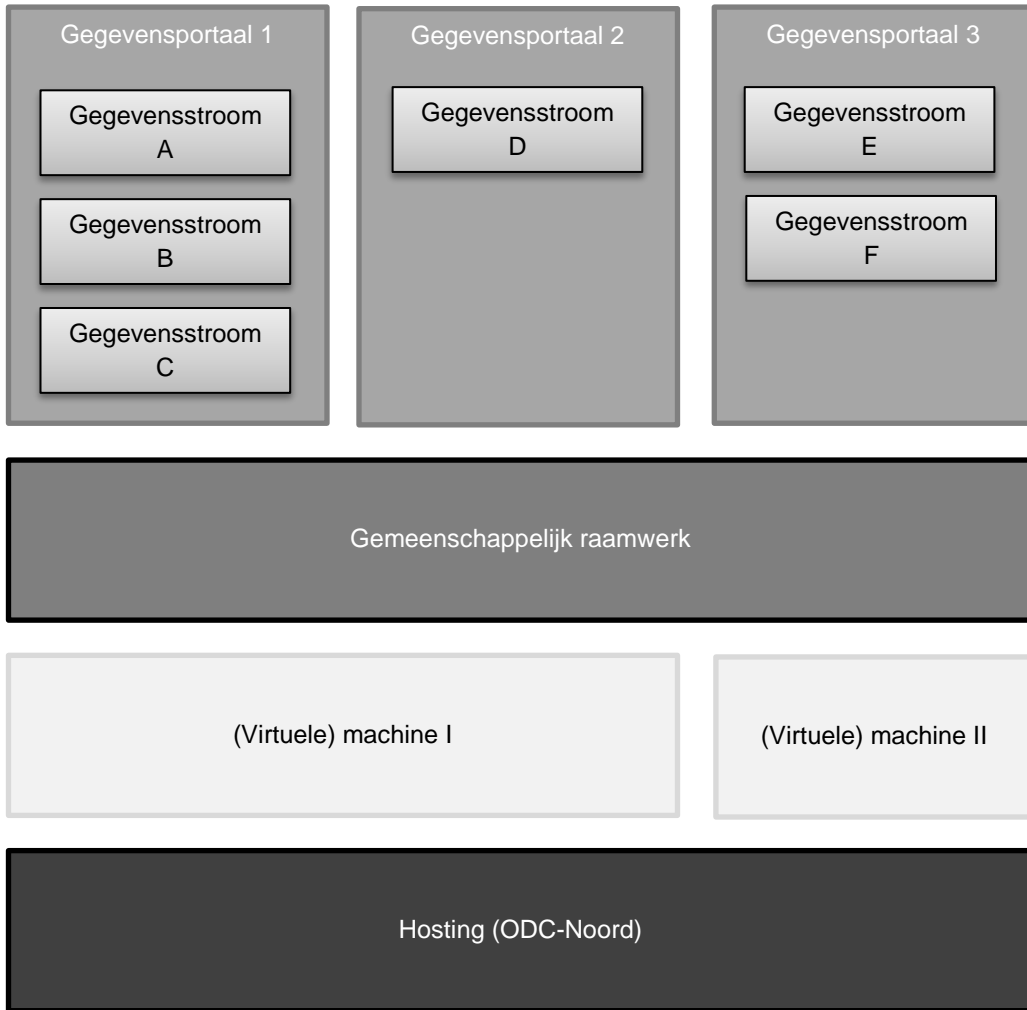 Gegevensportaal 1
Gegevensstroom
A
Gegevensstroom
B
Gegevensstroom
C
Gegevensportaal 2
Gegevensstroom
D
Gegevensportaal 3
Gegevensstroom
E
Gegevensstroom
F
Gemeenschappelijk raamwerk
(Virtuele) machine I
(Virtuele) machine II
Hosting (ODC-Noord)